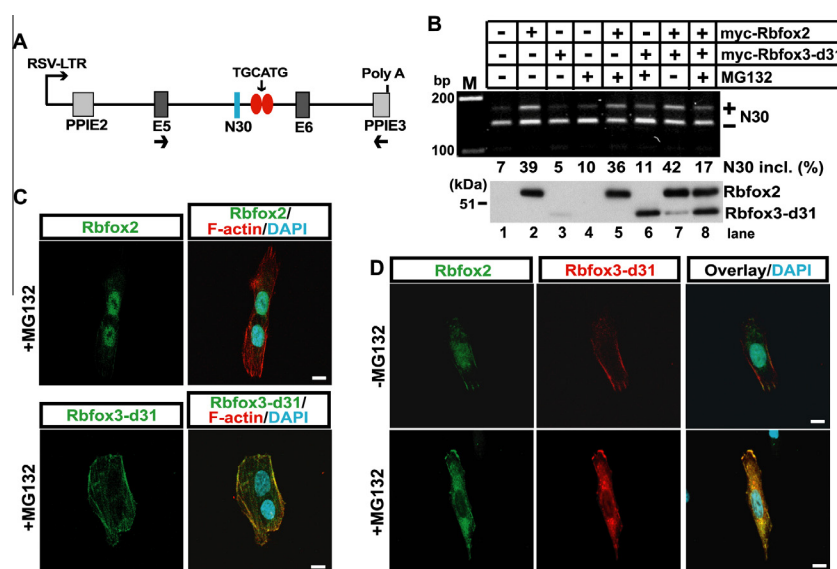 A
RSV-LTR
TGCATG
Poly A
PPIE2
E5
N30
E6
PPIE3
B
- + - - + - + + myc-Rbfox2
- - + - - + + + myc-Rbfox3-d31
- - - + + + - + MG132
bp
M
200
100
+
-
N30
7 39 5 10 36 11 42 17 N30 incl. (%)
(kDa)
51
Rbfox2
Rbfox3-d31
1 2 3 4 5 6 7 8 lane
C
Rbfox2
Rbfox2/
F-actin/DAPI
+MG132
Rbfox3-d31
Rbfox3-d31/
F-actin/DAPI
+MG132
D
Rbfox2
Rbfox3-d31
Overlay/DAPI
-MG132
+MG132